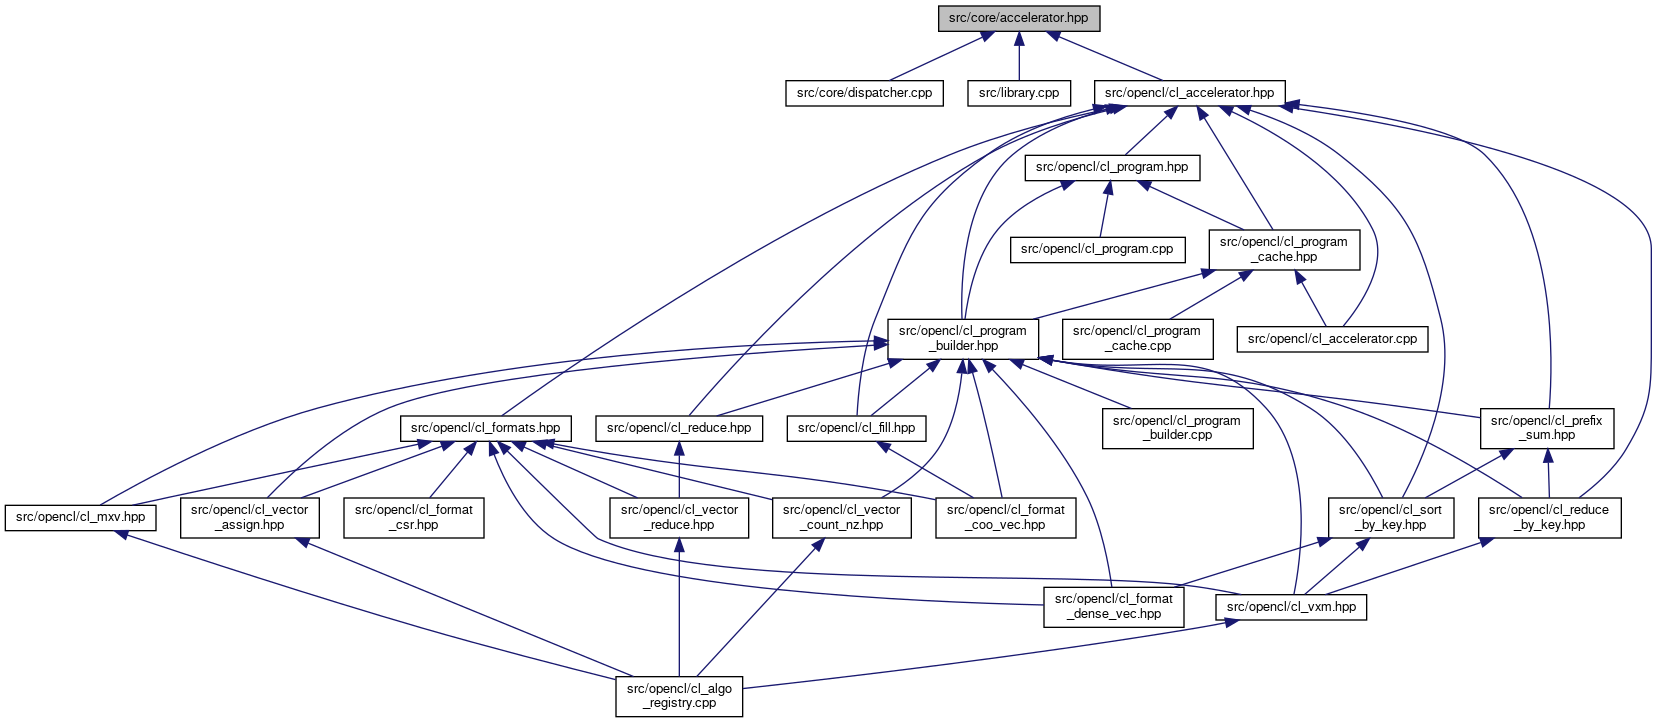 src/core/accelerator.hpp
src/core/dispatcher.cpp
src/library.cpp
src/opencl/cl_accelerator.hpp
src/opencl/cl_program.hpp
src/opencl/cl_program.cpp
src/opencl/cl_program
_cache.hpp
src/opencl/cl_program
_builder.hpp
src/opencl/cl_program
_cache.cpp
src/opencl/cl_accelerator.cpp
src/opencl/cl_formats.hpp
src/opencl/cl_reduce.hpp
src/opencl/cl_fill.hpp
src/opencl/cl_program
_builder.cpp
src/opencl/cl_prefix
_sum.hpp
src/opencl/cl_mxv.hpp
src/opencl/cl_vector
_assign.hpp
src/opencl/cl_format
_csr.hpp
src/opencl/cl_vector
_reduce.hpp
src/opencl/cl_vector
_count_nz.hpp
src/opencl/cl_format
_coo_vec.hpp
src/opencl/cl_sort
_by_key.hpp
src/opencl/cl_reduce
_by_key.hpp
src/opencl/cl_format
_dense_vec.hpp
src/opencl/cl_vxm.hpp
src/opencl/cl_algo
_registry.cpp